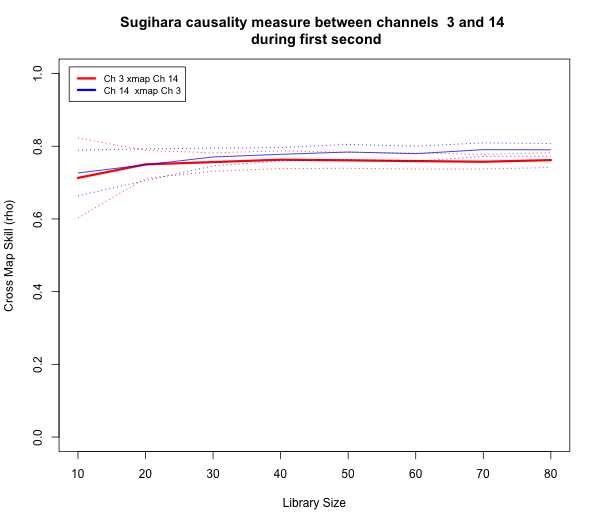 Sugihara causality measure between channels  3 and 14
during first second
Ch 3 xmap Ch 14
Ch 14  xmap Ch 3
Cross Map Skill (rho)
1.0
0.8
0.6
0.4
0.2
0.0
10 20 30 40 50 60 70 80
Library Size